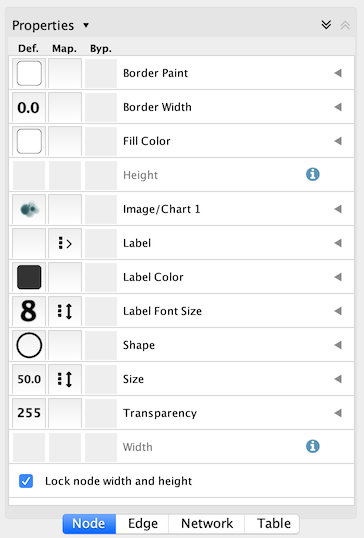 Properties
Def. Map. Byp.
Border Paint
0.0 Border Width
Fill Color
Height
Image/Chart 1
Label
Label Color
8 Label Font Size
Shape
50.0 Size
255 Transparency
Width
Lock node width and height
Node Edge Network Table